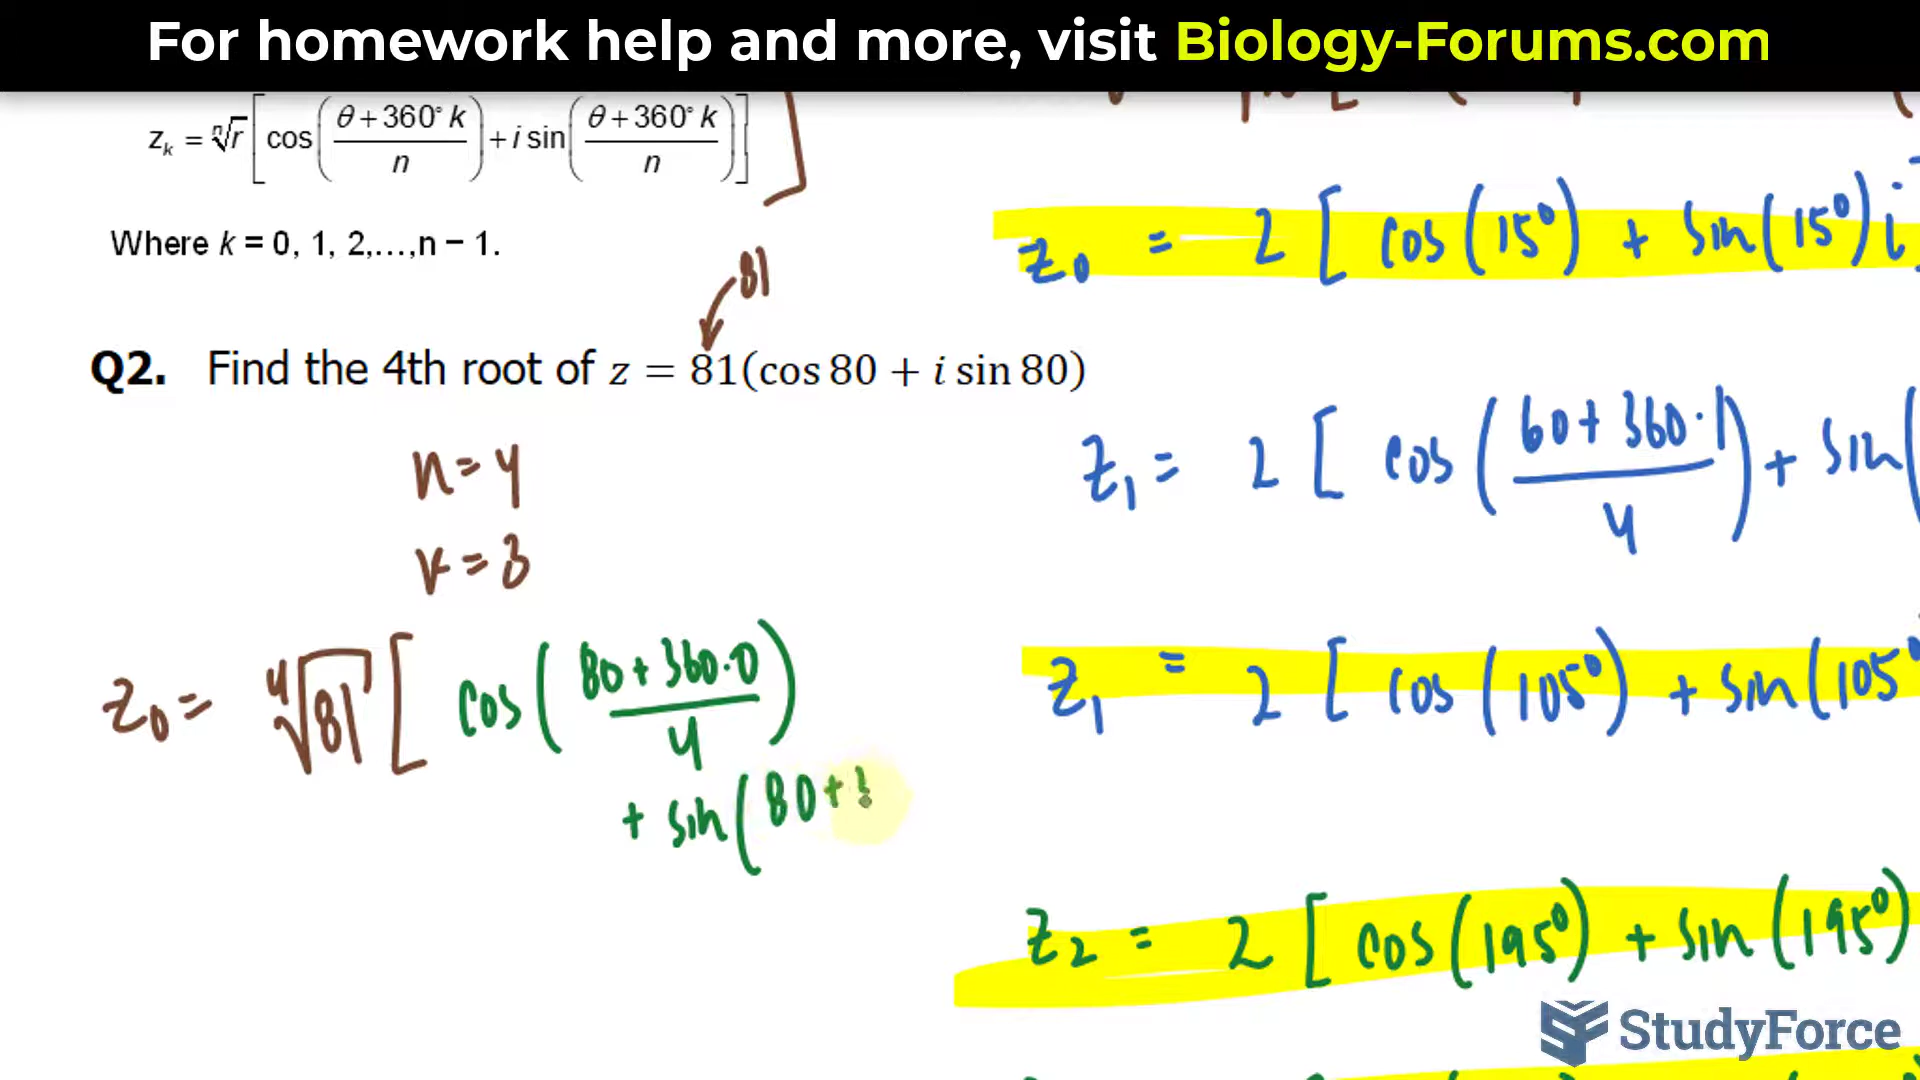 For homework help and more, visit Biology-Forums.com
z_k = ⁿ√r [cos((θ + 360° k)/n) + i sin((θ + 360° k)/n)]
Where k = 0, 1, 2,…,n − 1.
81
Q2. Find the 4th root of z = 81(cos 80 + i sin 80)
n = 4
k = 3
z₀ = ⁴√81 [ cos( (80 + 360·0)/4 )
+ sin( 80 +
z₀ = 2 [ cos(15°) + sin(15°) i
z₁ = 2 [ cos( (60 + 360·1)/4 ) + sin(
z₁ = 2 [ cos(105°) + sin(105°
z₂ = 2 [ cos(195°) + sin(195°)
StudyForce